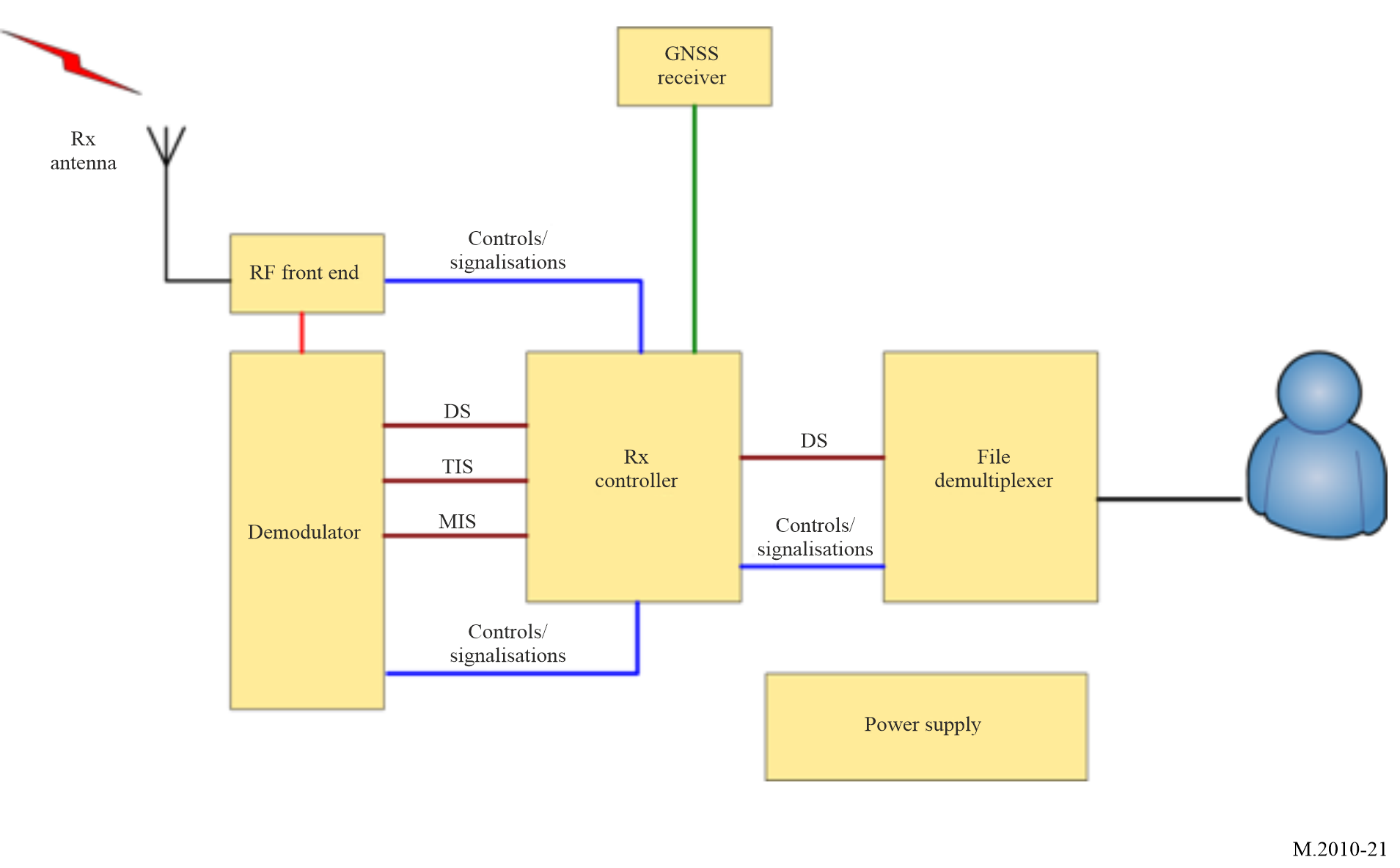 GNSS
receiver
Rx
antenna
Controls/
signalisations
RF front end
DS
DS
Rx
controller
File
demultiplexer
TIS
MIS
Demodulator
Controls/
signalisations
Controls/
signalisations
Power supply
M.2010-21